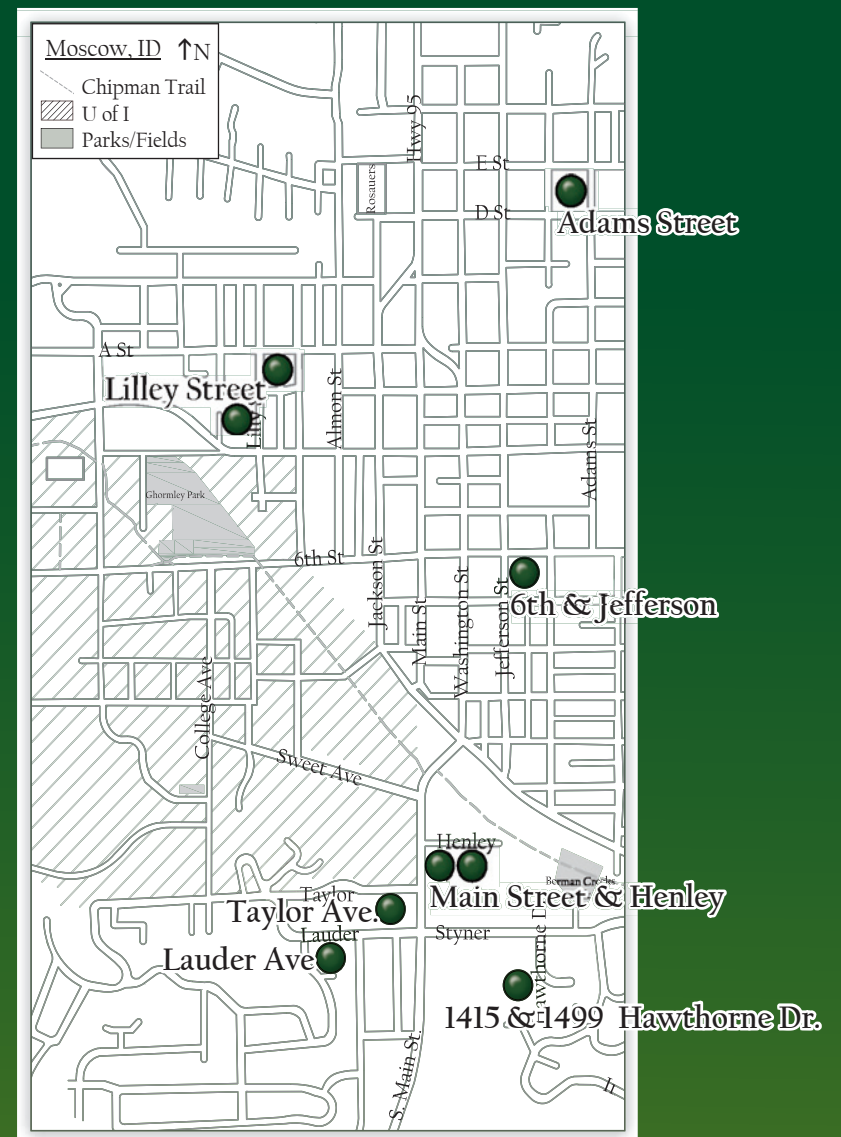 Moscow, ID ↑N
Chipman Trail
U of I
Parks/Fields
Hwy 95
E St
Rosauers
D St
Adams Street
A St
Lilley Street
Lilly
Almon St
Adams St
Ghormley Park
6th St
Jackson St
Main St
Washington St
Jefferson St
6th & Jefferson
College Ave
Sweet Ave
Henley
Main Street & Henley
Taylor
Taylor Ave.
Lauder
Styner
Lauder Ave
Hawthorne D
1415 & 1499 Hawthorne Dr.
S. Main St.